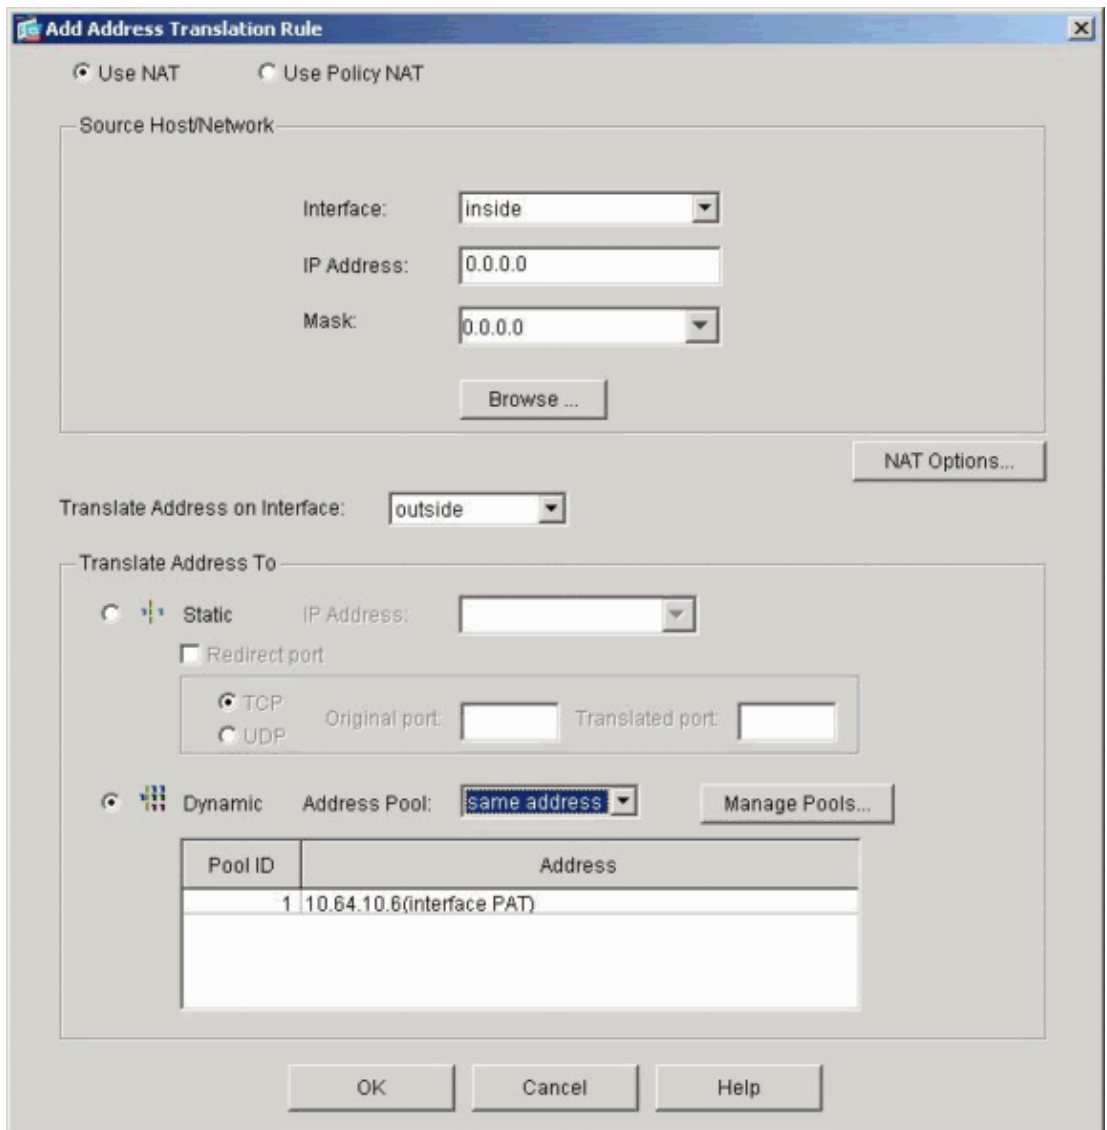 Add Address Translation Rule
Use NAT Use Policy NAT
Source Host/Network
Interface: inside
IP Address: 0.0.0.0
Mask: 0.0.0.0
Browse ...
NAT Options...
Translate Address on Interface: outside
Translate Address To
Static IP Address:
Redirect port
TCP
UDP
Original port: Translated port:
Dynamic Address Pool: same address Manage Pools...
Pool ID Address
1 10.64.10.6(interface PAT)
OK Cancel Help